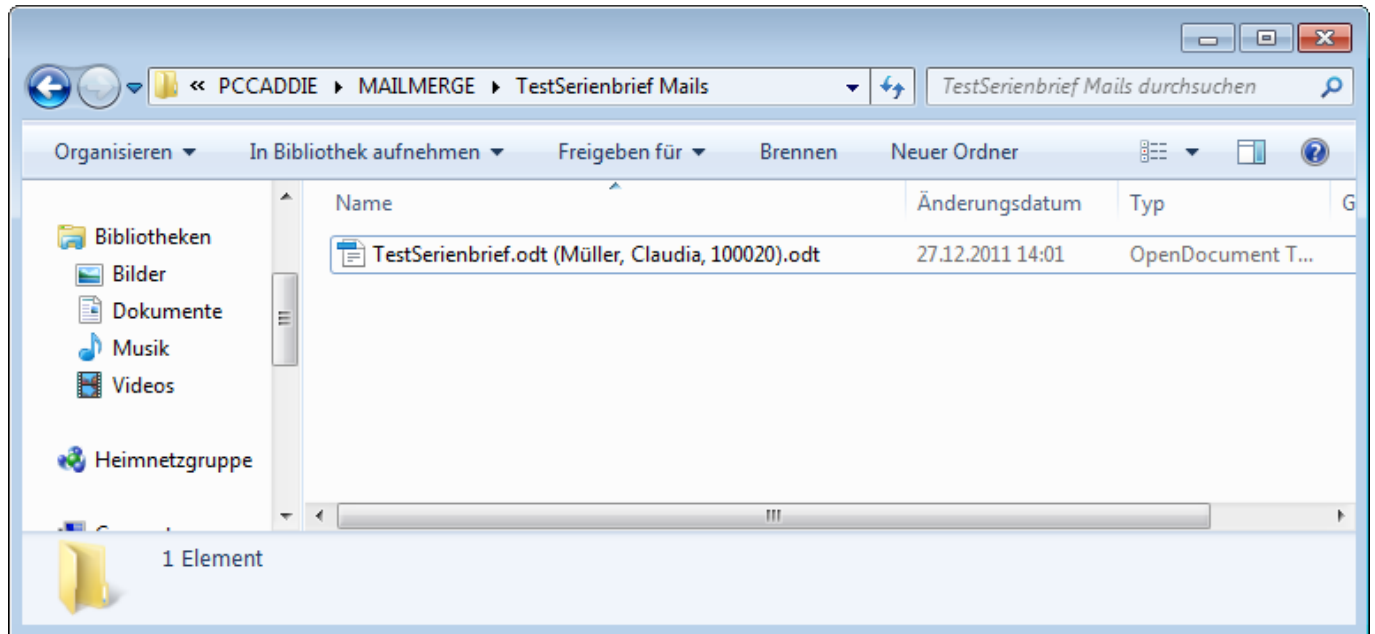 « PCCADDIE ▸ MAILMERGE ▸ TestSerienbrief Mails
TestSerienbrief Mails durchsuchen
Organisieren
In Bibliothek aufnehmen
Freigeben für
Brennen
Neuer Ordner
Name
Änderungsdatum
Typ
G
Bibliotheken
Bilder
Dokumente
Musik
Videos
Heimnetzgruppe
TestSerienbrief.odt (Müller, Claudia, 100020).odt
27.12.2011 14:01
OpenDocument T...
1 Element